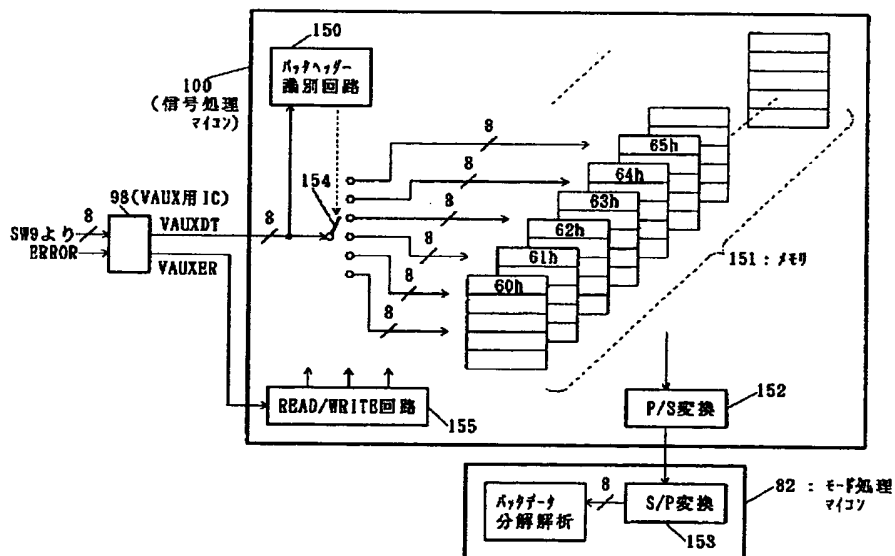 150
パックヘッダー
識別回路
100
(信号処理
マイコン)
8
65h
8
64h
154
98(VAUX用IC)
8
63h
8
VAUXDT
8
SW9より
62h
ERROR
8
VAUXER
61h
151:メモリ
8
60h
8
READ/WRITE回路
155
P/S変換
152
8
82:モード処理
マイコン
パックデータ
分解解析
S/P変換
153